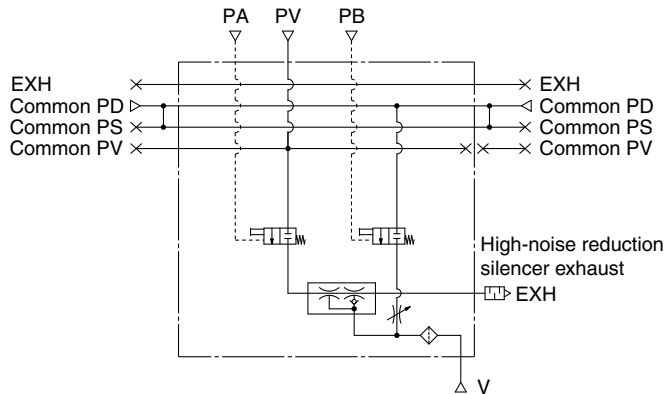 PA PV PB
EXH EXH
Common PD Common PD
Common PS Common PS
Common PV Common PV
High-noise reduction
silencer exhaust
EXH
V